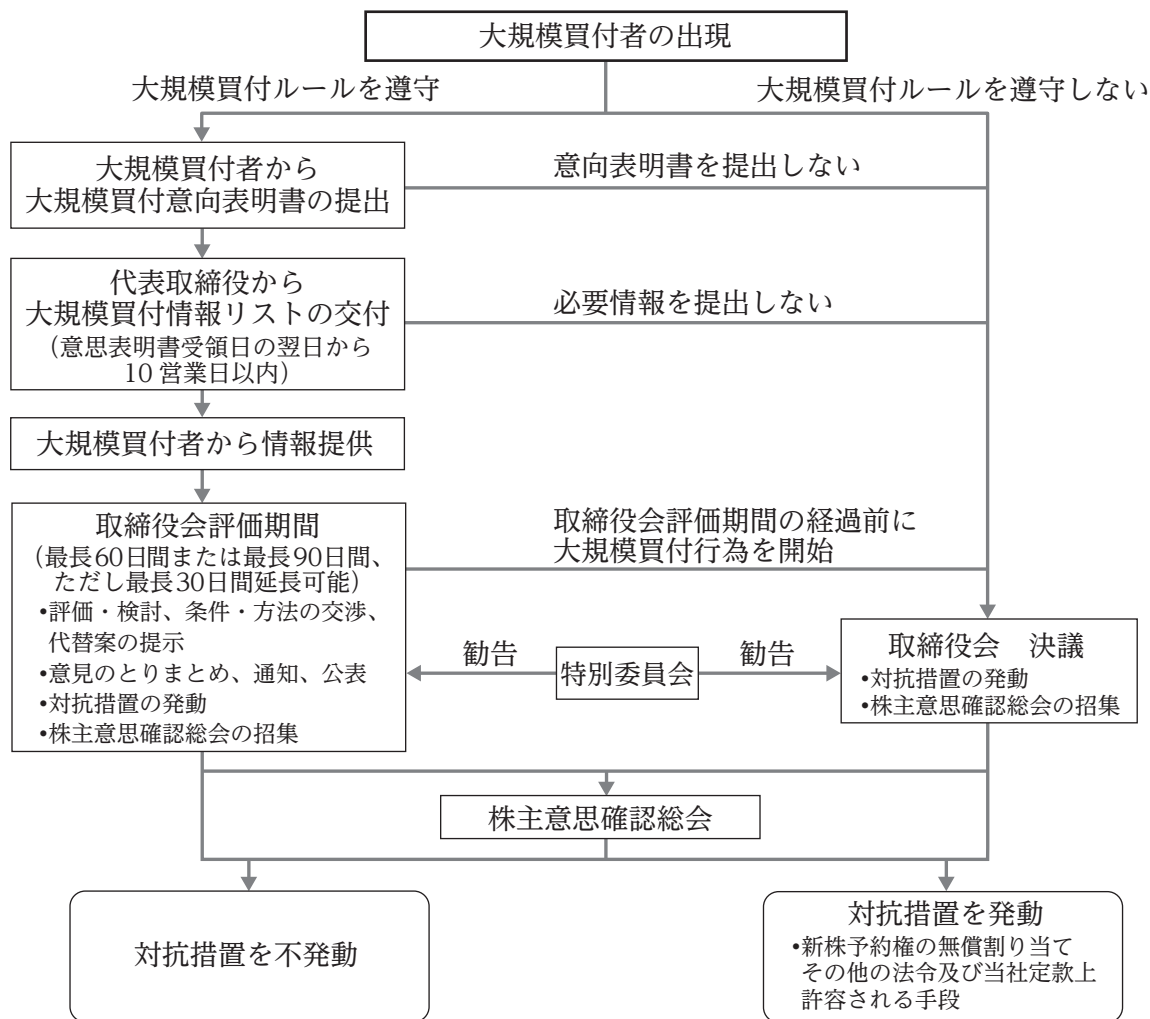 大規模買付者の出現
大規模買付ルールを遵守
大規模買付ルールを遵守しない
大規模買付者から
大規模買付意向表明書の提出
意向表明書を提出しない
代表取締役から
大規模買付情報リストの交付
（意思表明書受領日の翌日から
10 営業日以内）
必要情報を提出しない
大規模買付者から情報提供
取締役会評価期間
（最長60日間または最長90日間、
ただし最長30日間延長可能）
•評価・検討、条件・方法の交渉、
代替案の提示
•意見のとりまとめ、通知、公表
•対抗措置の発動
•株主意思確認総会の招集
取締役会評価期間の経過前に
大規模買付行為を開始
勧告
特別委員会
勧告
取締役会　決議
•対抗措置の発動
•株主意思確認総会の招集
株主意思確認総会
対抗措置を不発動
対抗措置を発動
•新株予約権の無償割り当て
その他の法令及び当社定款上
許容される手段